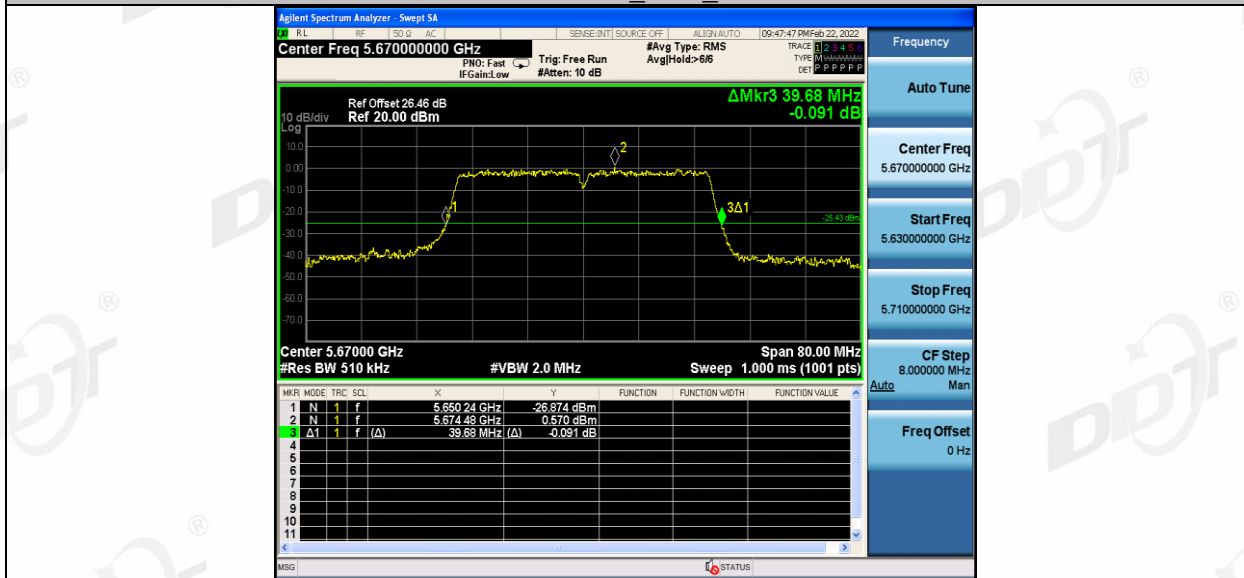 Agilent Spectrum Analyzer - Swept SA
RL RF 50 Ω AC SENSE:INT SOURCE OFF ALIGN AUTO 09:47:47 PM Feb 22, 2022
Center Freq 5.670000000 GHz
PNO: Fast
IFGain:Low
Trig: Free Run
#Atten: 10 dB
#Avg Type: RMS
Avg|Hold:>6/6
TRACE 1 2 3 4 5 6
TYPE M
DET P P P P P P
ΔMkr3 39.68 MHz
-0.091 dB
Ref Offset 26.46 dB
10 dB/div Ref 20.00 dBm
Log
10.0
0.00
-10.0
-20.0
-30.0
-40.0
-50.0
-60.0
-70.0
1
2
3Δ1
-25.43 dBm
Center 5.67000 GHz Span 80.00 MHz
#Res BW 510 kHz #VBW 2.0 MHz Sweep 1.000 ms (1001 pts)
MKR MODE TRC SCL X Y FUNCTION FUNCTION WIDTH FUNCTION VALUE
1 N 1 f 5.650 24 GHz -26.874 dBm
2 N 1 f 5.674 48 GHz 0.570 dBm
3 Δ1 1 f (Δ) 39.68 MHz (Δ) -0.091 dB
4
5
6
7
8
9
10
11
MSG STATUS
Frequency
Auto Tune
Center Freq
5.670000000 GHz
Start Freq
5.630000000 GHz
Stop Freq
5.710000000 GHz
CF Step
8.000000 MHz
Auto Man
Freq Offset
0 Hz
DDT
®